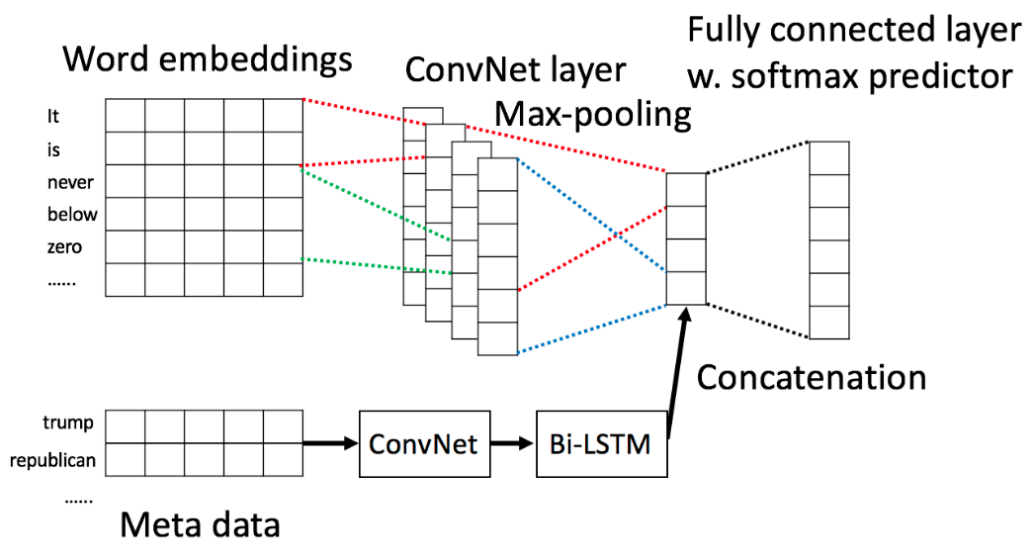 Word embeddings
ConvNet layer
Max-pooling
Fully connected layer
w. softmax predictor
It
is
never
below
zero
......
Concatenation
trump
republican
......
ConvNet
Bi-LSTM
Meta data